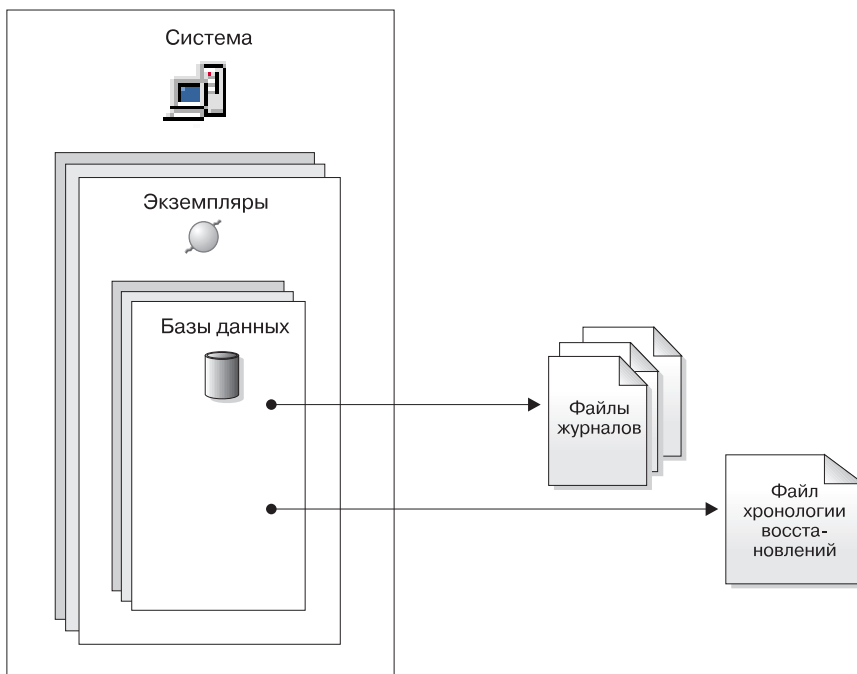 Система
Экземпляры
Базы данных
Файлы
журналов
Файл
хронологии
восста-
новлений